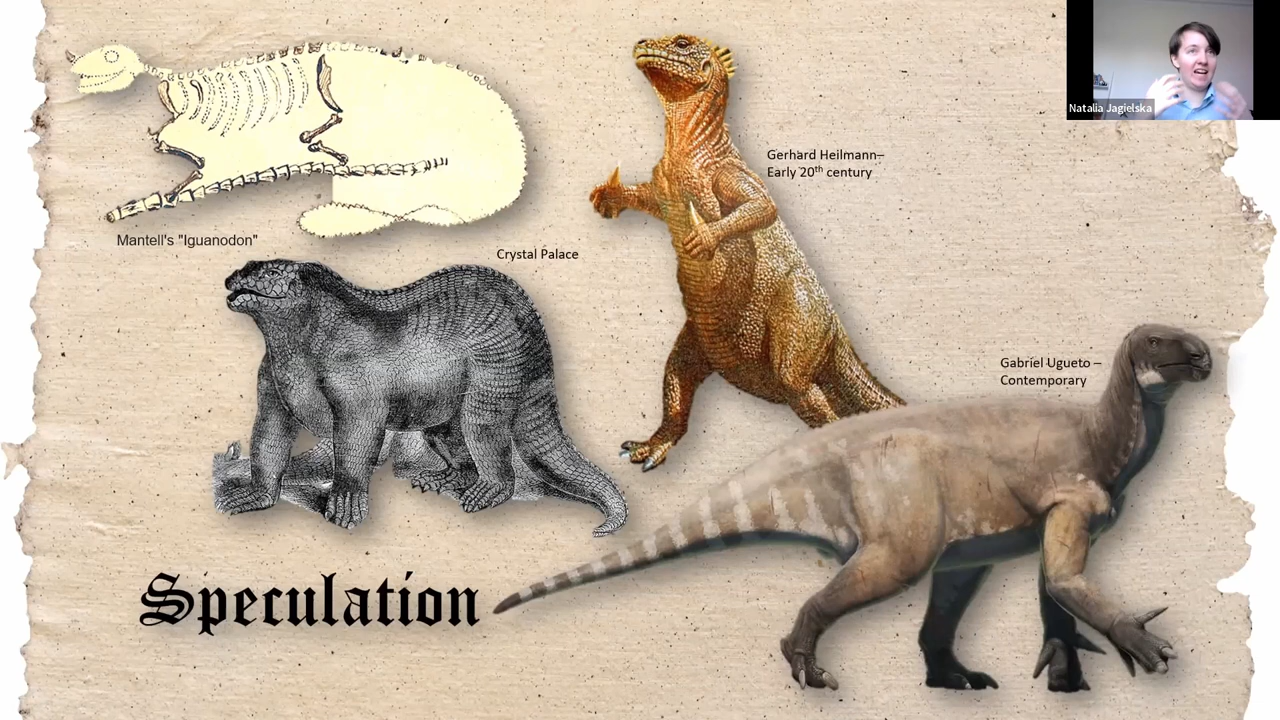 Natalia Jagielska
Gerhard Heilmann–
Early 20th century
Mantell's "Iguanodon"
Crystal Palace
Gabriel Ugueto –
Contemporary
Speculation